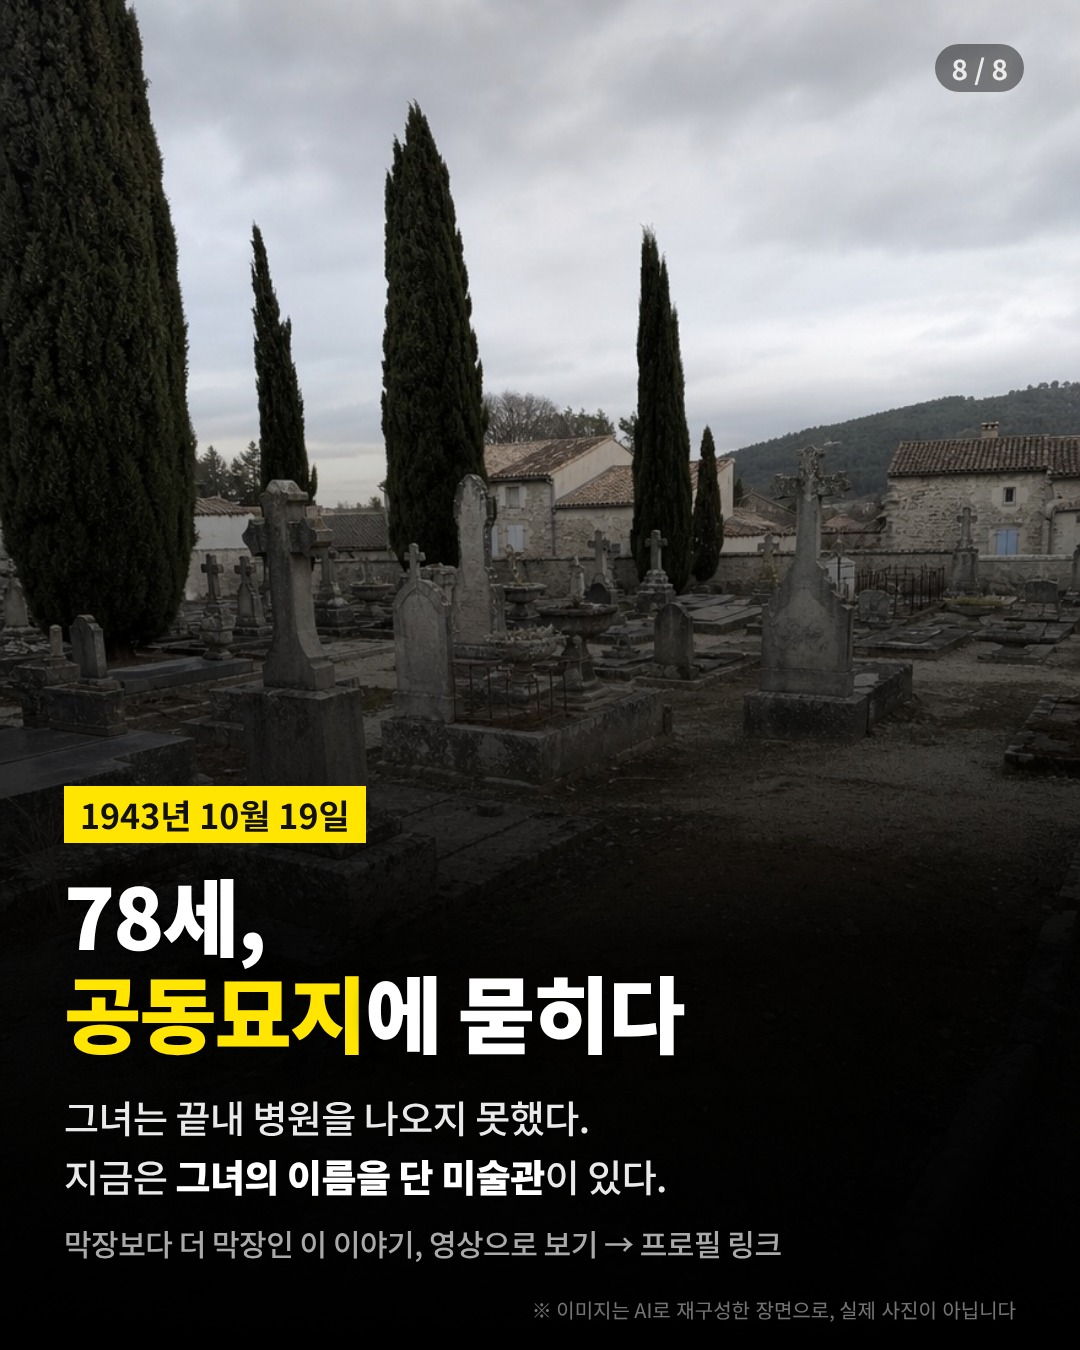 8 / 8
1943년 10월 19일
78세,
공동묘지에 묻히다
그녀는 끝내 병원을 나오지 못했다.
지금은 그녀의 이름을 단 미술관이 있다.
막장보다 더 막장인 이 이야기, 영상으로 보기 → 프로필 링크
※ 이미지는 AI로 재구성한 장면으로, 실제 사진이 아닙니다